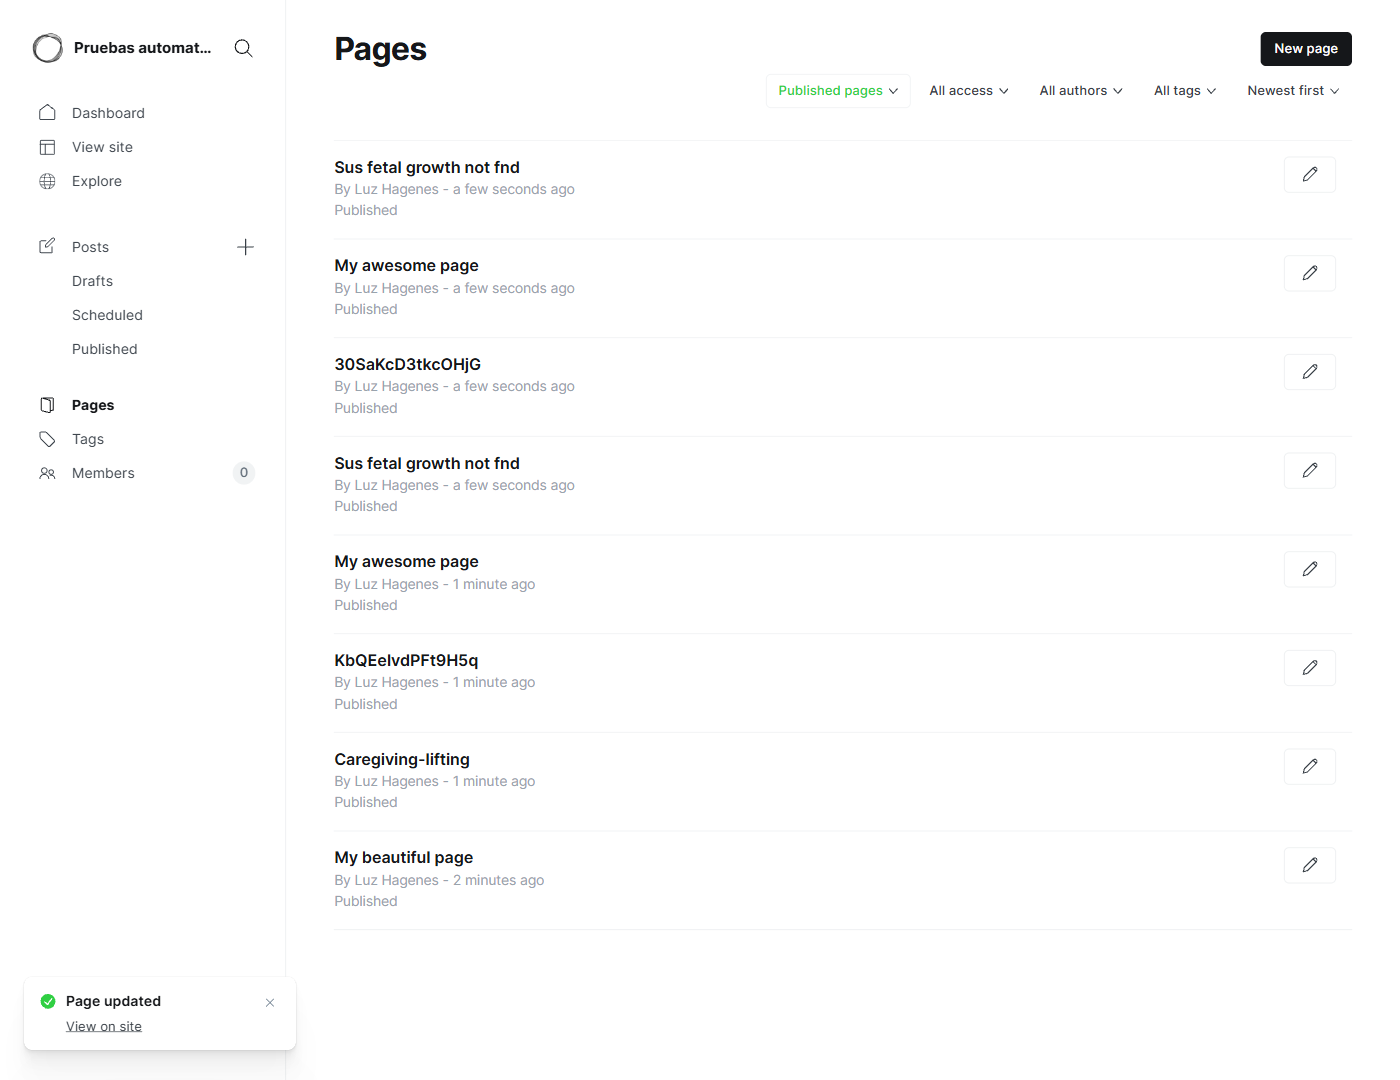 Pruebas automat...
Dashboard
View site
Explore
Posts
Drafts
Scheduled
Published
Pages
Tags
Members
0
Pages
New page
Published pages
All access
All authors
All tags
Newest first
Sus fetal growth not fnd
By Luz Hagenes - a few seconds ago
Published
My awesome page
By Luz Hagenes - a few seconds ago
Published
30SaKcD3tkcOHjG
By Luz Hagenes - a few seconds ago
Published
Sus fetal growth not fnd
By Luz Hagenes - a few seconds ago
Published
My awesome page
By Luz Hagenes - 1 minute ago
Published
KbQEelvdPFt9H5q
By Luz Hagenes - 1 minute ago
Published
Caregiving-lifting
By Luz Hagenes - 1 minute ago
Published
My beautiful page
By Luz Hagenes - 2 minutes ago
Published
Page updated
View on site